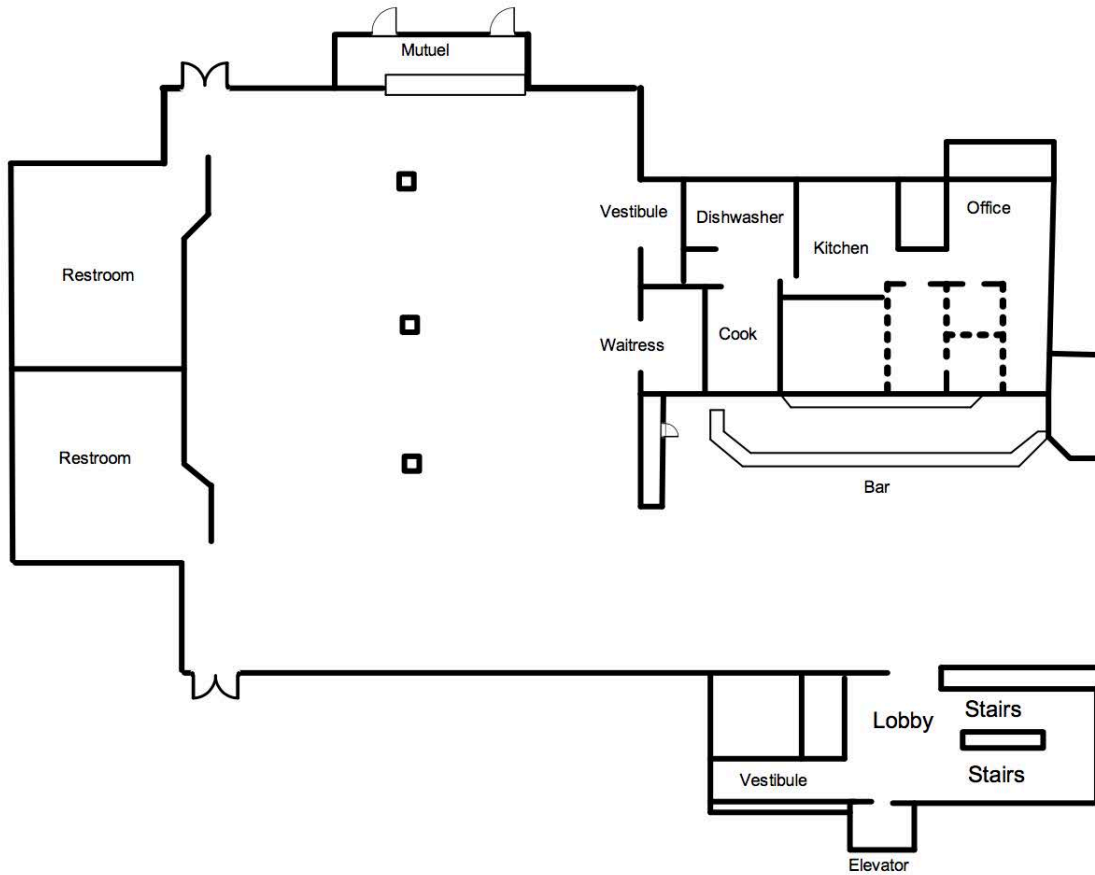 Mutuel
Vestibule
Dishwasher
Office
Kitchen
Restroom
Waitress
Cook
Restroom
Bar
Lobby
Stairs
Stairs
Vestibule
Elevator